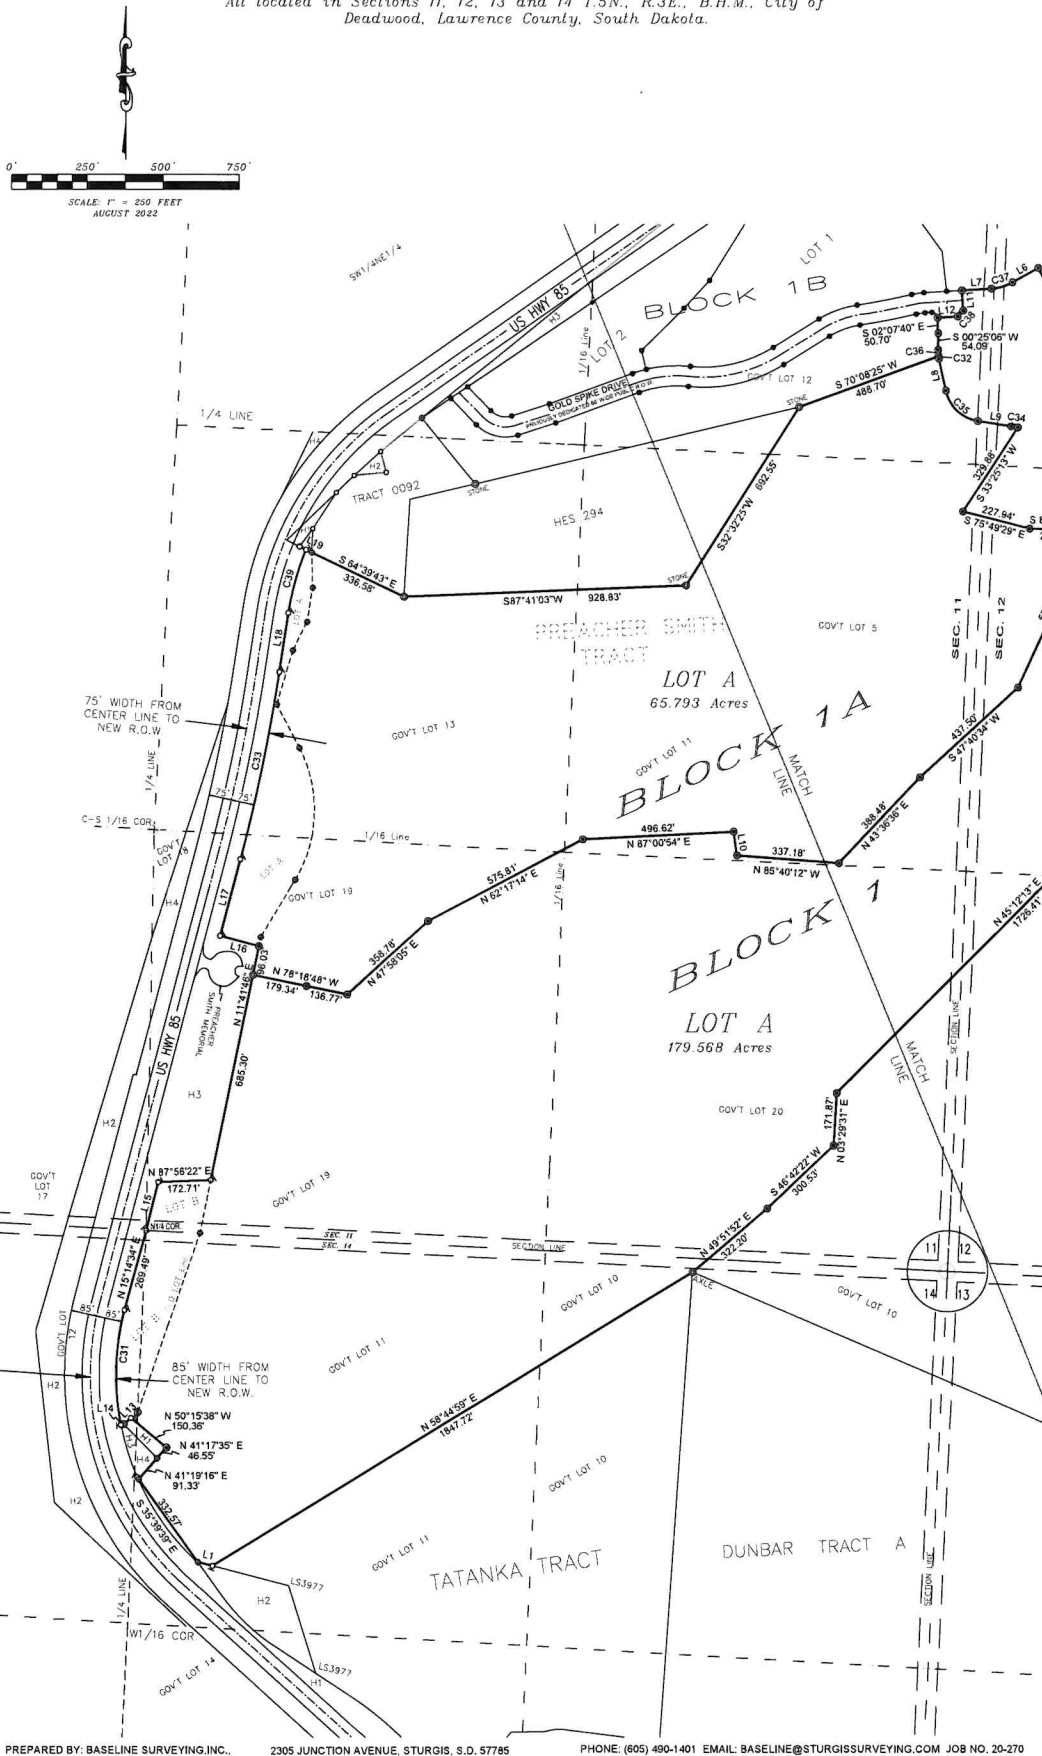 All located in Sections 11, 12, 13 and 14 T.5N., R.3E., B.H.M., City of
Deadwood, Lawrence County, South Dakota.
0' 250' 500' 750'
SCALE: 1" = 250 FEET
AUGUST 2022
SW1/4NE1/4
US HWY 85
H3
1/16 Line
LOT 2
LOT 1
BLOCK 1B
L7
C37
L6
L11
L12
C38
S 02°07'40" E
50.70'
S 00°25'06" W
54.09'
C36
C32
GOLD SPIKE DRIVE
GOV'T LOT 12
S 70°08'25" W
488.70'
L8
STONE
C35
L9
C34
1/4 LINE
H4
H2
TRACT 0092
STONE
HES 294
S32°32'25"W 692.55'
329.88'
S 33°25'13" W
227.94'
S 75°49'29" E
H1
L19
S 64°39'43" E
336.58'
C39
LOT A
STONE
S87°41'03"W 928.83'
L18
PREACHER SMITH
TRACT
GOV'T LOT 5
SEC. 11
SEC. 12
LOT A
65.793 Acres
75' WIDTH FROM
CENTER LINE TO
NEW R.O.W
GOV'T LOT 13
GOV'T LOT 11
BLOCK 1A
MATCH
LINE
437.50'
S 47°40'34" W
1/4 LINE
C33
75' 75'
C-S 1/16 COR
1/16 Line
GOV'T
LOT 18
496.62'
N 87°00'54" E
L10
337.18'
N 85°40'12" W
388.48'
N 43°36'36" E
575.81'
N 62°17'14" E
1/16 Line
H4
GOV'T LOT 19
L17
L16
96.03
358.78'
N 47°58'05" E
N 78°18'48" W
179.34'
136.77'
BLOCK 1
N 45°12'13" E
1726.41'
N 11°41'46" E
685.30'
PREACHER
SMITH MEMORIAL
US HWY 85
LOT A
179.568 Acres
SECTION LINE
MATCH
LINE
H3
H2
171.87'
N 03°29'31" E
GOV'T LOT 20
GOV'T
LOT
17
N 87°56'22" E
172.71'
GOV'T LOT 19
S 46°42'22" W
300.53'
L15
LOT B
N1/4 COR.
SEC. 11
SEC. 14
SECTION LINE
N 49°51'52" E
322.20'
11 12
14 13
N 15°14'34" E
269.49'
AXLE
GOV'T LOT 10
GOV'T LOT 10
85' 85'
GOV'T LOT
12
C31
GOV'T LOT 11
85' WIDTH FROM
CENTER LINE TO
NEW R.O.W.
H2
L14
L13
N 50°15'38" W
150.36'
H1
H3
H4
N 41°17'35" E
46.55'
N 41°19'16" E
91.33'
N 58°44'59" E
1847.72'
GOV'T LOT 10
H2
332.57'
S 35°39'39" E
L1
GOV'T LOT 11
LS3977
H2
TATANKA TRACT
DUNBAR TRACT A
SECTION LINE
1/4 LINE
W1/16 COR
LS3977
H1
GOV'T LOT 14
PREPARED BY: BASELINE SURVEYING,INC., 2305 JUNCTION AVENUE, STURGIS, S.D. 57785 PHONE: (605) 490-1401 EMAIL: BASELINE@STURGISSURVEYING.COM JOB NO. 20-270